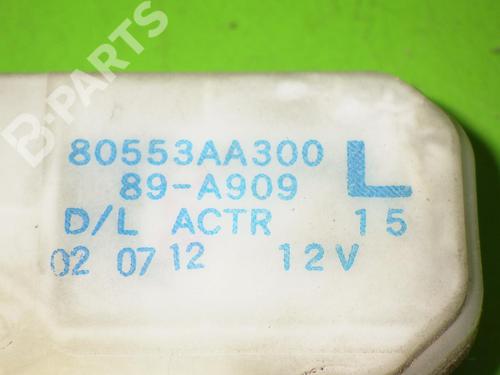 B-PARTS
80553AA300
89-A909 L
D/L ACTR 15
02 07 12 12V